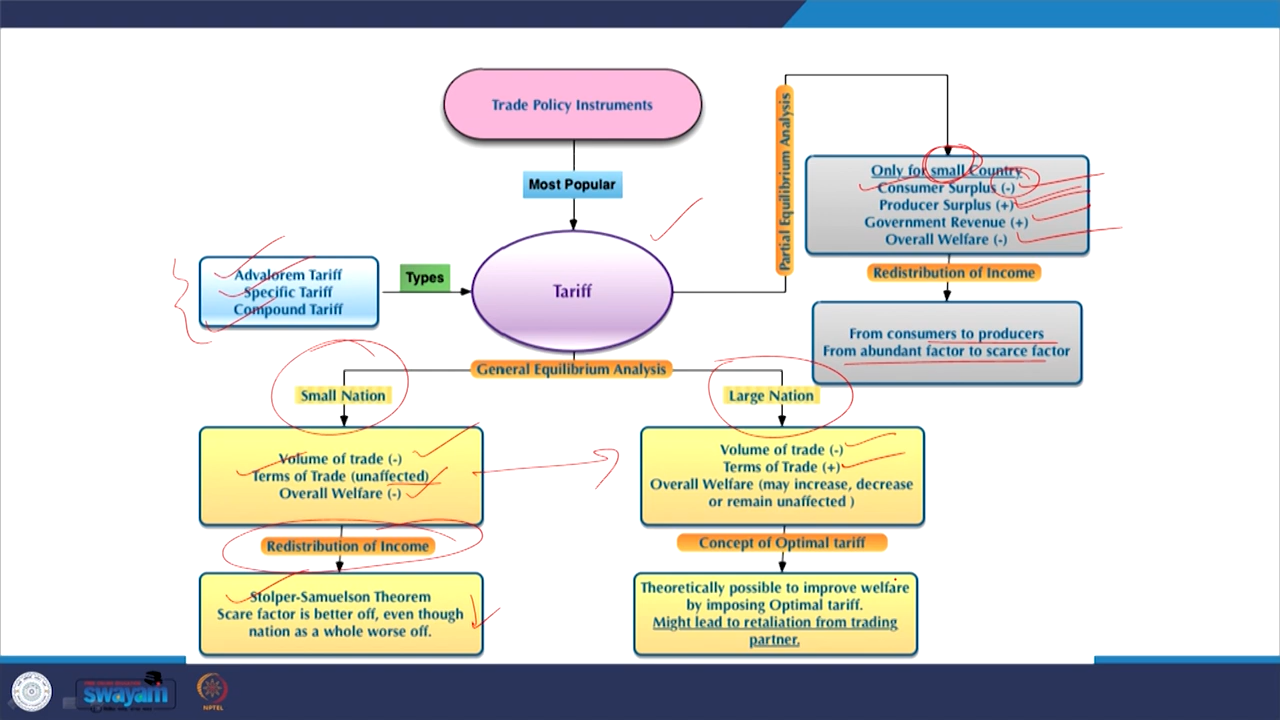 Trade Policy Instruments
Most Popular
Partial Equilibrium Analysis
Only for small Country
Consumer Surplus (-)
Producer Surplus (+)
Government Revenue (+)
Overall Welfare (-)
Redistribution of Income
From consumers to producers
From abundant factor to scarce factor
Advalorem Tariff
Specific Tariff
Compound Tariff
Types
Tariff
General Equilibrium Analysis
Small Nation
Volume of trade (-)
Terms of Trade (unaffected)
Overall Welfare (-)
Redistribution of Income
Stolper-Samuelson Theorem
Scare factor is better off, even though
nation as a whole worse off.
Large Nation
Volume of trade (-)
Terms of Trade (+)
Overall Welfare (may increase, decrease
or remain unaffected )
Concept of Optimal tariff
Theoretically possible to improve welfare
by imposing Optimal tariff.
Might lead to retaliation from trading
partner.
swayam
NPTEL